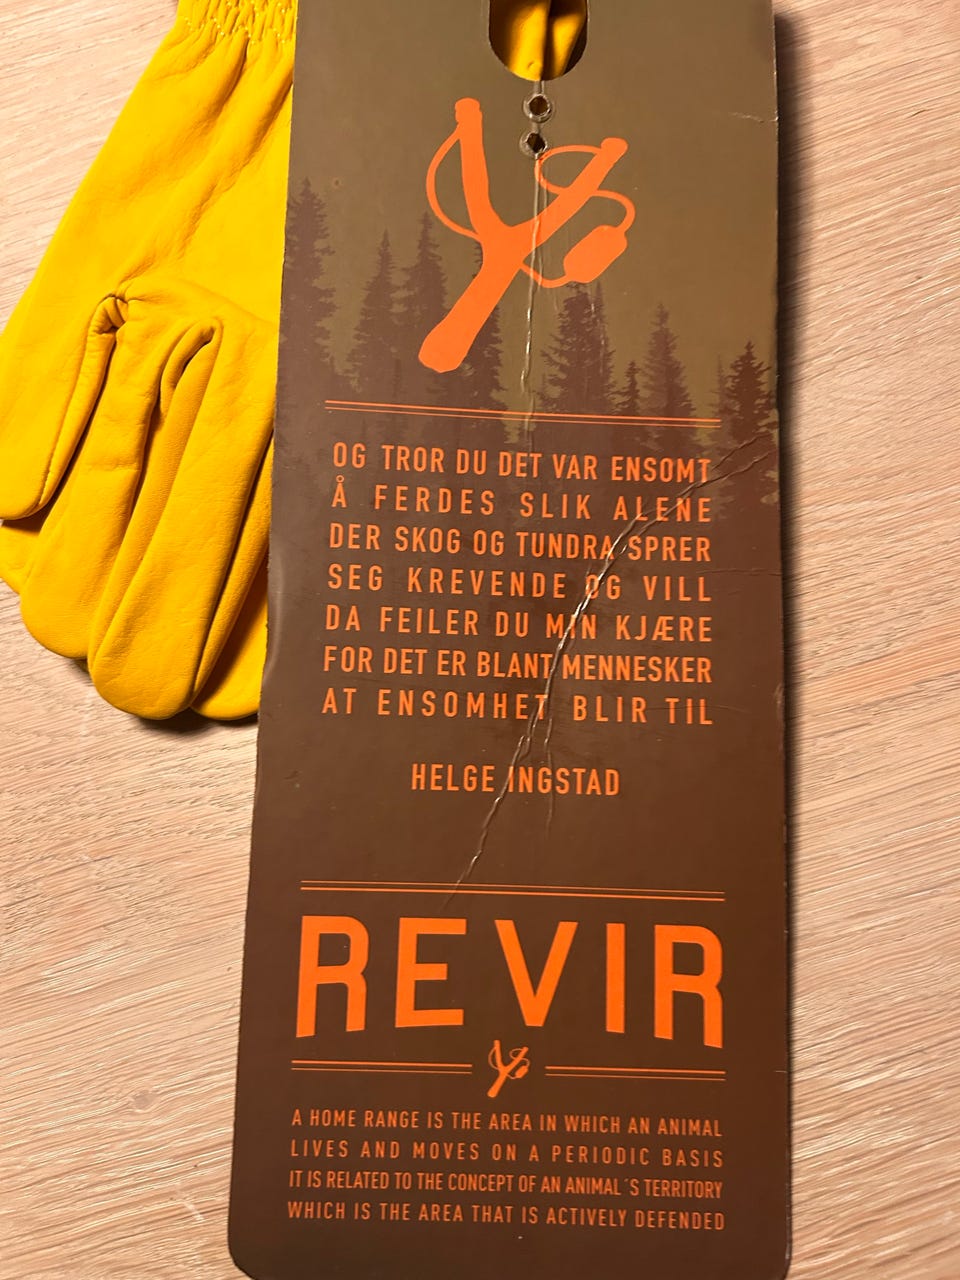 OG TROR DU DET VAR ENSOMT
Å FERDES SLIK ALENE
DER SKOG OG TUNDRA SPRER
SEG KREVENDE OG VILL
DA FEILER DU MIN KJÆRE
FOR DET ER BLANT MENNESKER
AT ENSOMHET BLIR TIL
HELGE INGSTAD
REVIR
A HOME RANGE IS THE AREA IN WHICH AN ANIMAL
LIVES AND MOVES ON A PERIODIC BASIS
IT IS RELATED TO THE CONCEPT OF AN ANIMAL´S TERRITORY
WHICH IS THE AREA THAT IS ACTIVELY DEFENDED